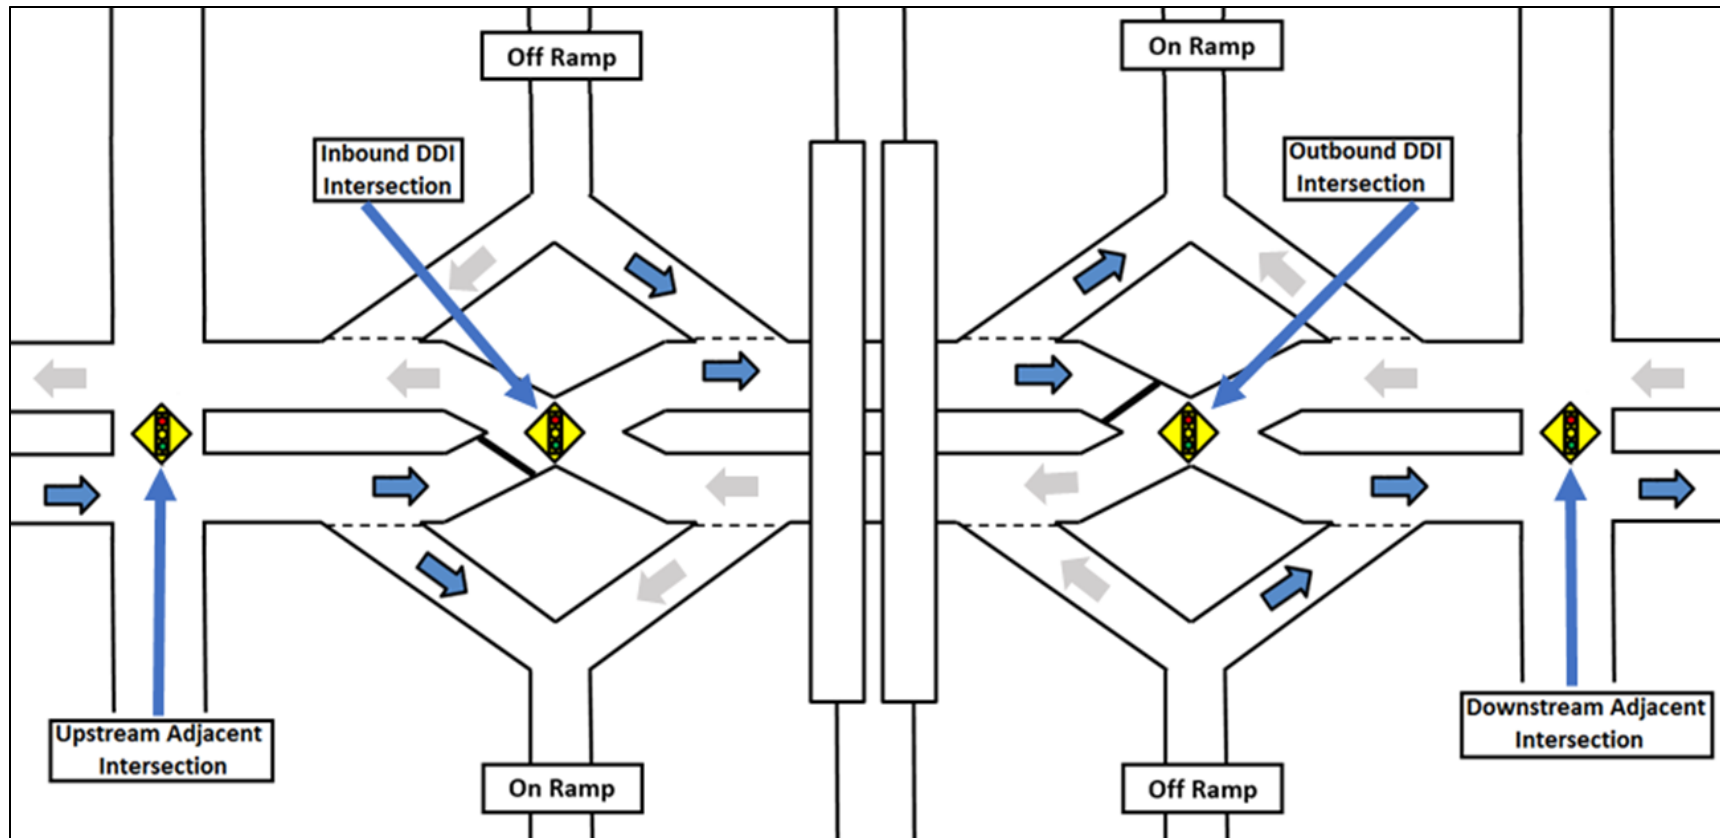 Off Ramp
On Ramp
Inbound DDI
Intersection
Outbound DDI
Intersection
Upstream Adjacent
Intersection
Downstream Adjacent
Intersection
On Ramp
Off Ramp